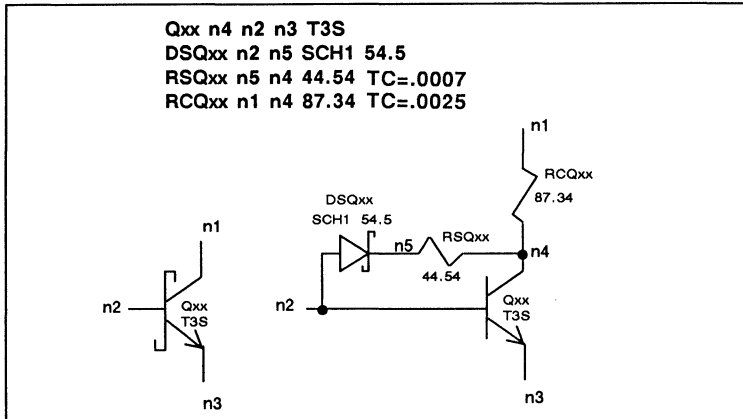 Qxx n4 n2 n3 T3S
DSQxx n2 n5 SCH1 54.5
RSQxx n5 n4 44.54 TC=.0007
RCQxx n1 n4 87.34 TC=.0025
n1
RCQxx
87.34
DSQxx
SCH1 54.5
n5
RSQxx
44.54
n4
n1
n2
Qxx
T3S
n3
n2
Qxx
T3S
n3